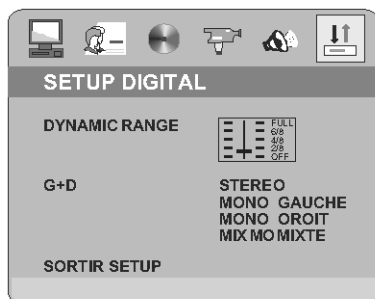 SETUP DIGITAL
DYNAMIC RANGE
FULL
6/8
4/8
2/8
OFF
G+D
STEREO
MONO GAUCHE
MONO OROIT
MIX MO MIXTE
SORTIR SETUP